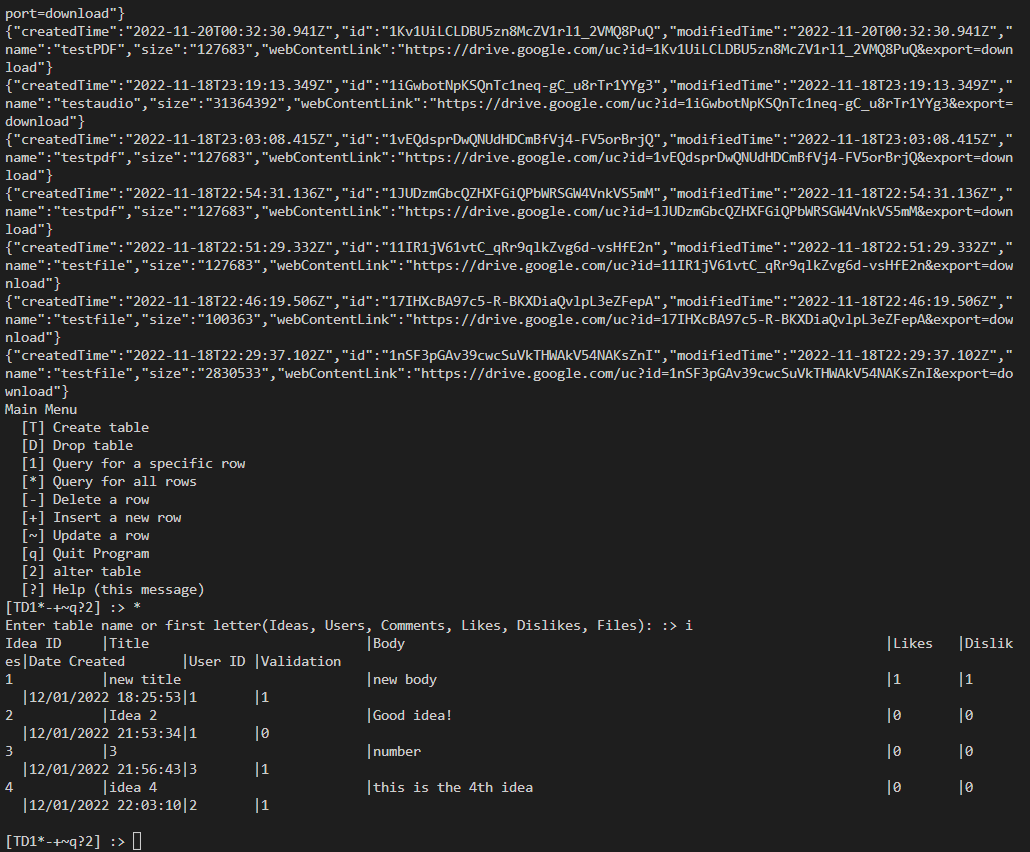 port=download"}
{"createdTime":"2022-11-20T00:32:30.941Z","id":"1Kv1UiLCLDBU5zn8McZV1rl1_2VMQ8PuQ","modifiedTime":"2022-11-20T00:32:30.941Z","
name":"testPDF","size":"127683","webContentLink":"https://drive.google.com/uc?id=1Kv1UiLCLDBU5zn8McZV1rl1_2VMQ8PuQ&export=down
load"}
{"createdTime":"2022-11-18T23:19:13.349Z","id":"1iGwbotNpKSQnTc1neq-gC_u8rTr1YYg3","modifiedTime":"2022-11-18T23:19:13.349Z","
name":"testaudio","size":"31364392","webContentLink":"https://drive.google.com/uc?id=1iGwbotNpKSQnTc1neq-gC_u8rTr1YYg3&export=
download"}
{"createdTime":"2022-11-18T23:03:08.415Z","id":"1vEQdsprDwQNUdHDCmBfVj4-FV5orBrjQ","modifiedTime":"2022-11-18T23:03:08.415Z","
name":"testpdf","size":"127683","webContentLink":"https://drive.google.com/uc?id=1vEQdsprDwQNUdHDCmBfVj4-FV5orBrjQ&export=down
load"}
{"createdTime":"2022-11-18T22:54:31.136Z","id":"1JUDzmGbcQZHXFGiQPbWRSGW4VnkVS5mM","modifiedTime":"2022-11-18T22:54:31.136Z","
name":"testpdf","size":"127683","webContentLink":"https://drive.google.com/uc?id=1JUDzmGbcQZHXFGiQPbWRSGW4VnkVS5mM&export=down
load"}
{"createdTime":"2022-11-18T22:51:29.332Z","id":"11IR1jV61vtC_qRr9qlkZvg6d-vsHfE2n","modifiedTime":"2022-11-18T22:51:29.332Z","
name":"testfile","size":"127683","webContentLink":"https://drive.google.com/uc?id=11IR1jV61vtC_qRr9qlkZvg6d-vsHfE2n&export=dow
nload"}
{"createdTime":"2022-11-18T22:46:19.506Z","id":"17IHXcBA97c5-R-BKXDiaQvlpL3eZFepA","modifiedTime":"2022-11-18T22:46:19.506Z","
name":"testfile","size":"100363","webContentLink":"https://drive.google.com/uc?id=17IHXcBA97c5-R-BKXDiaQvlpL3eZFepA&export=dow
nload"}
{"createdTime":"2022-11-18T22:29:37.102Z","id":"1nSF3pGAv39cwcSuVkTHWAkV54NAKsZnI","modifiedTime":"2022-11-18T22:29:37.102Z","
name":"testfile","size":"2830533","webContentLink":"https://drive.google.com/uc?id=1nSF3pGAv39cwcSuVkTHWAkV54NAKsZnI&export=do
wnload"}
Main Menu
  [T] Create table
  [D] Drop table
  [1] Query for a specific row
  [*] Query for all rows
  [-] Delete a row
  [+] Insert a new row
  [~] Update a row
  [q] Quit Program
  [2] alter table
  [?] Help (this message)
[TD1*-+~q?2] :> *
Enter table name or first letter(Ideas, Users, Comments, Likes, Dislikes, Files): :> i
Idea ID     |Title                           |Body                                                            |Likes   |Dislik
es|Date Created       |User ID |Validation
1           |new title                       |new body                                                        |1       |1
  |12/01/2022 18:25:53|1       |1
2           |Idea 2                          |Good idea!                                                      |0       |0
  |12/01/2022 21:53:34|1       |0
3           |3                               |number                                                          |0       |0
  |12/01/2022 21:56:43|3       |1
4           |idea 4                          |this is the 4th idea                                            |0       |0
  |12/01/2022 22:03:10|2       |1
[TD1*-+~q?2] :>